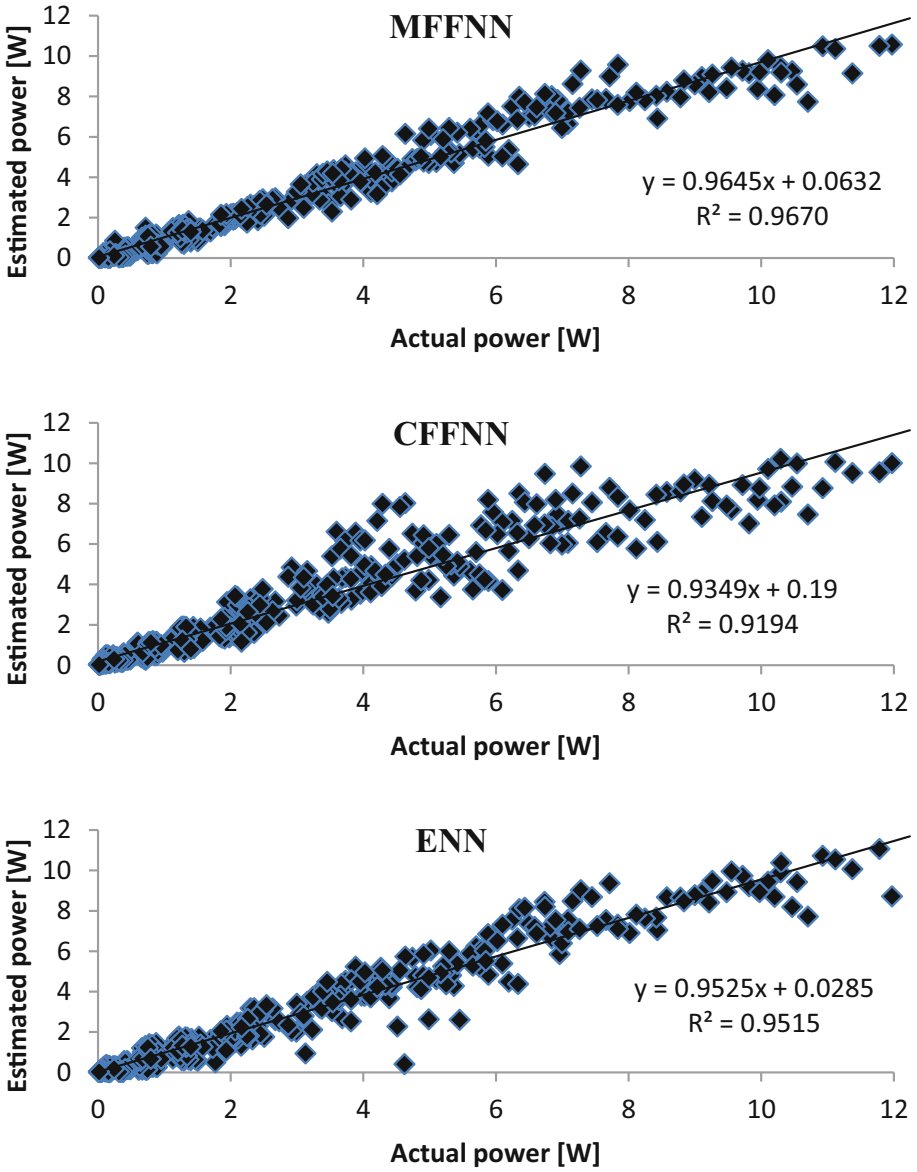 MFFNN
Estimated power [W]
12
10
8
6
4
2
0
y = 0.9645x + 0.0632
R² = 0.9670
0 2 4 6 8 10 12
Actual power [W]
CFFNN
Estimated power [W]
12
10
8
6
4
2
0
y = 0.9349x + 0.19
R² = 0.9194
0 2 4 6 8 10 12
Actual power [W]
ENN
Estimated power [W]
12
10
8
6
4
2
0
y = 0.9525x + 0.0285
R² = 0.9515
0 2 4 6 8 10 12
Actual power [W]